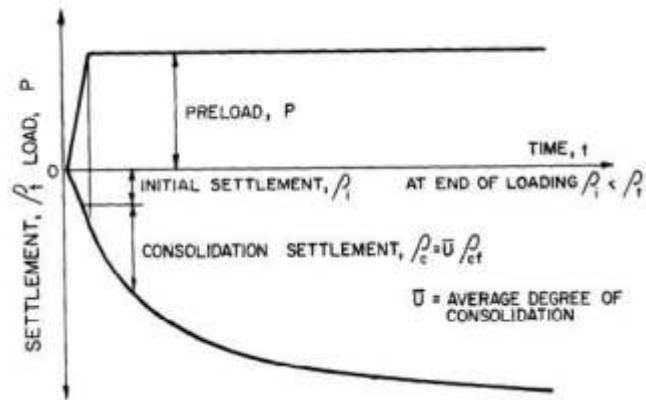 SETTLEMENT, ρt LOAD, P
PRELOAD, P
O
TIME, t
INITIAL SETTLEMENT, ρi
AT END OF LOADING ρi < ρt
CONSOLIDATION SETTLEMENT, ρc = Ū ρcf
Ū = AVERAGE DEGREE OF
CONSOLIDATION